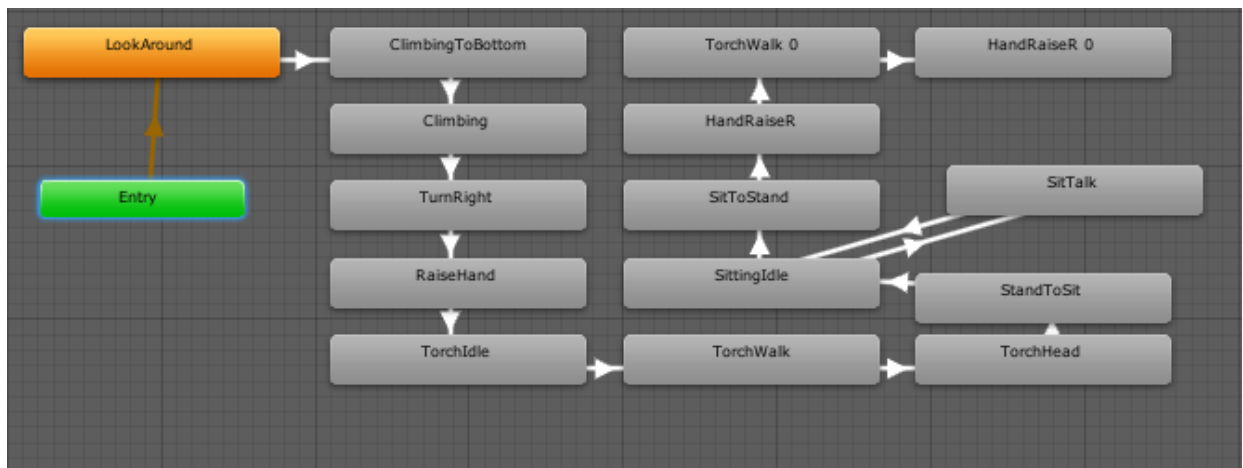 LookAround
ClimbingToBottom
TorchWalk 0
HandRaiseR 0
Climbing
HandRaiseR
Entry
TurnRight
SitToStand
SitTalk
RaiseHand
SittingIdle
StandToSit
TorchIdle
TorchWalk
TorchHead